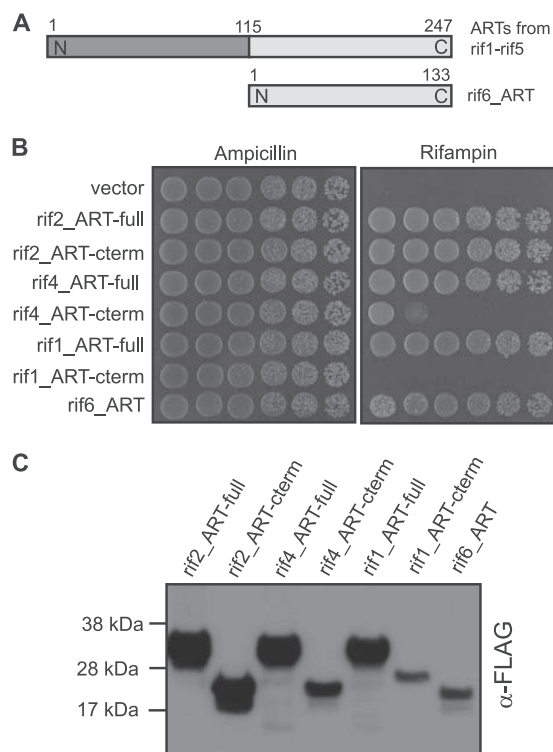 A
1 115 247
N C
ARTs from
rif1-rif5
1 133
N C
rif6_ART
B
Ampicillin Rifampin
vector
rif2_ART-full
rif2_ART-cterm
rif4_ART-full
rif4_ART-cterm
rif1_ART-full
rif1_ART-cterm
rif6_ART
C
rif2_ART-full
rif2_ART-cterm
rif4_ART-full
rif4_ART-cterm
rif1_ART-full
rif1_ART-cterm
rif6_ART
38 kDa
28 kDa
17 kDa
α-FLAG